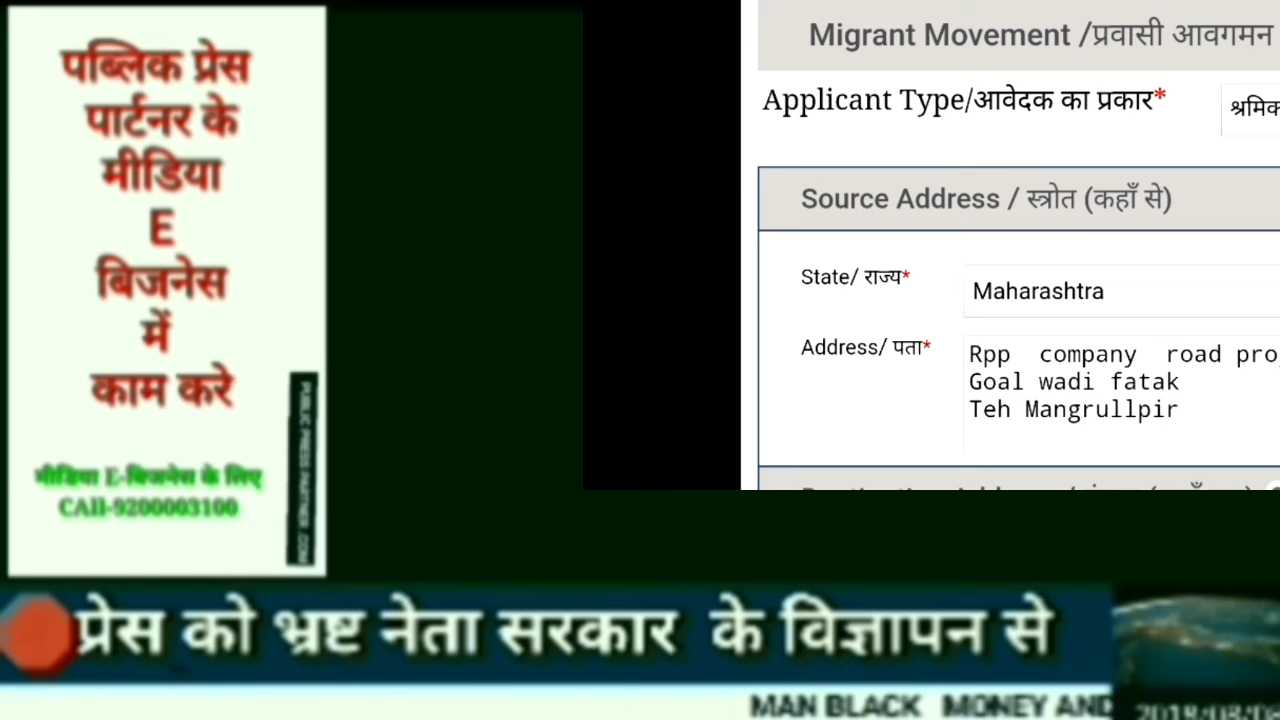 पब्लिक प्रेस
पार्टनर के
मीडिया
E
बिजनेस
में
काम करे
मीडिया E-बिजनेस के लिए
CAll-9200003100
PUBLIC PRESS PARTNER .COM
Migrant Movement /प्रवासी आवगमन
Applicant Type/आवेदक का प्रकार*
श्रमिक
Source Address / स्त्रोत (कहाँ से)
State/ राज्य*
Maharashtra
Address/ पता*
Rpp company road
Goal wadi fatak
Teh Mangrullpir
प्रेस को भ्रष्ट नेता सरकार के विज्ञापन से
MAN BLACK MONEY AND